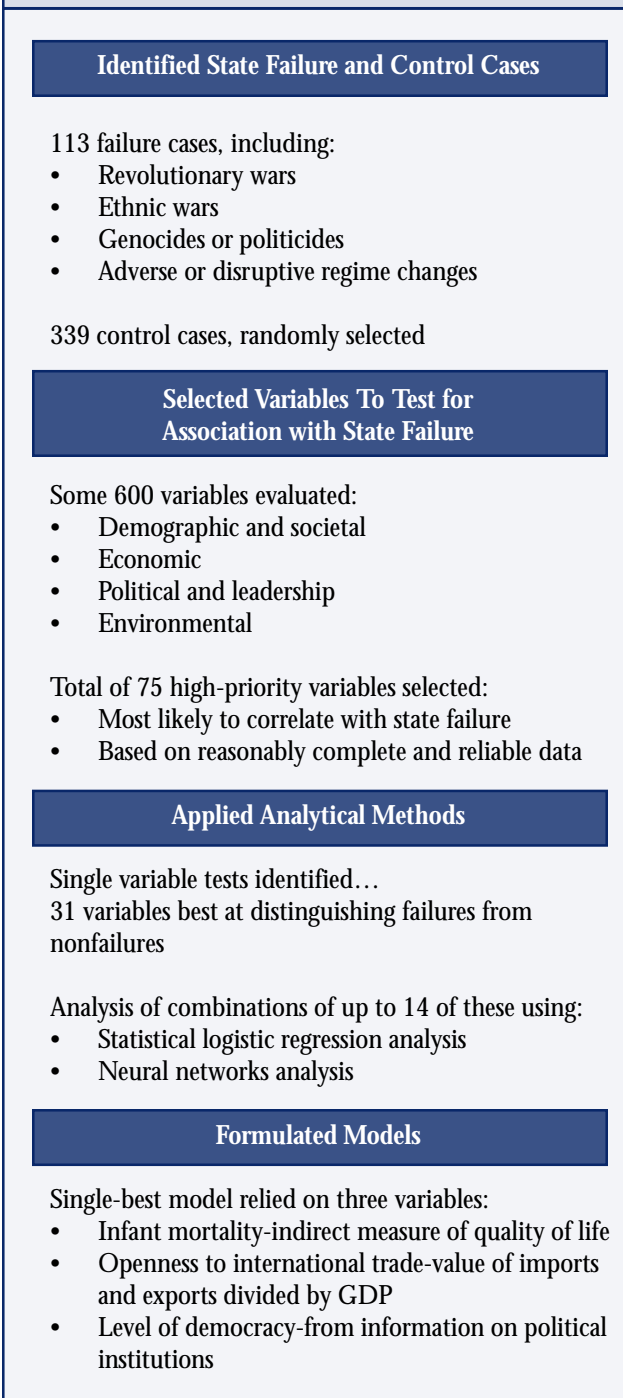 Identified State Failure and Control Cases
113 failure cases, including:
• Revolutionary wars
• Ethnic wars
• Genocides or politicides
• Adverse or disruptive regime changes
339 control cases, randomly selected
Selected Variables To Test for
Association with State Failure
Some 600 variables evaluated:
• Demographic and societal
• Economic
• Political and leadership
• Environmental
Total of 75 high-priority variables selected:
• Most likely to correlate with state failure
• Based on reasonably complete and reliable data
Applied Analytical Methods
Single variable tests identified…
31 variables best at distinguishing failures from
nonfailures
Analysis of combinations of up to 14 of these using:
• Statistical logistic regression analysis
• Neural networks analysis
Formulated Models
Single-best model relied on three variables:
• Infant mortality-indirect measure of quality of life
• Openness to international trade-value of imports
and exports divided by GDP
• Level of democracy-from information on political
institutions